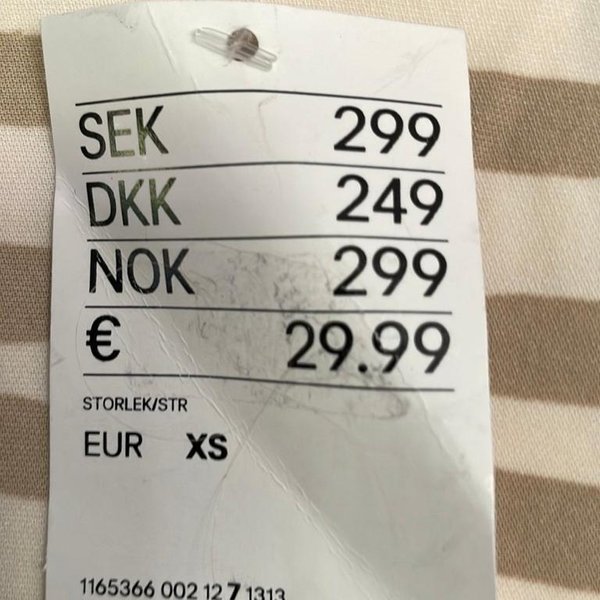 SEK 299
DKK 249
NOK 299
€ 29.99
STORLEK/STR
EUR XS
1165366 002 12 7 1313